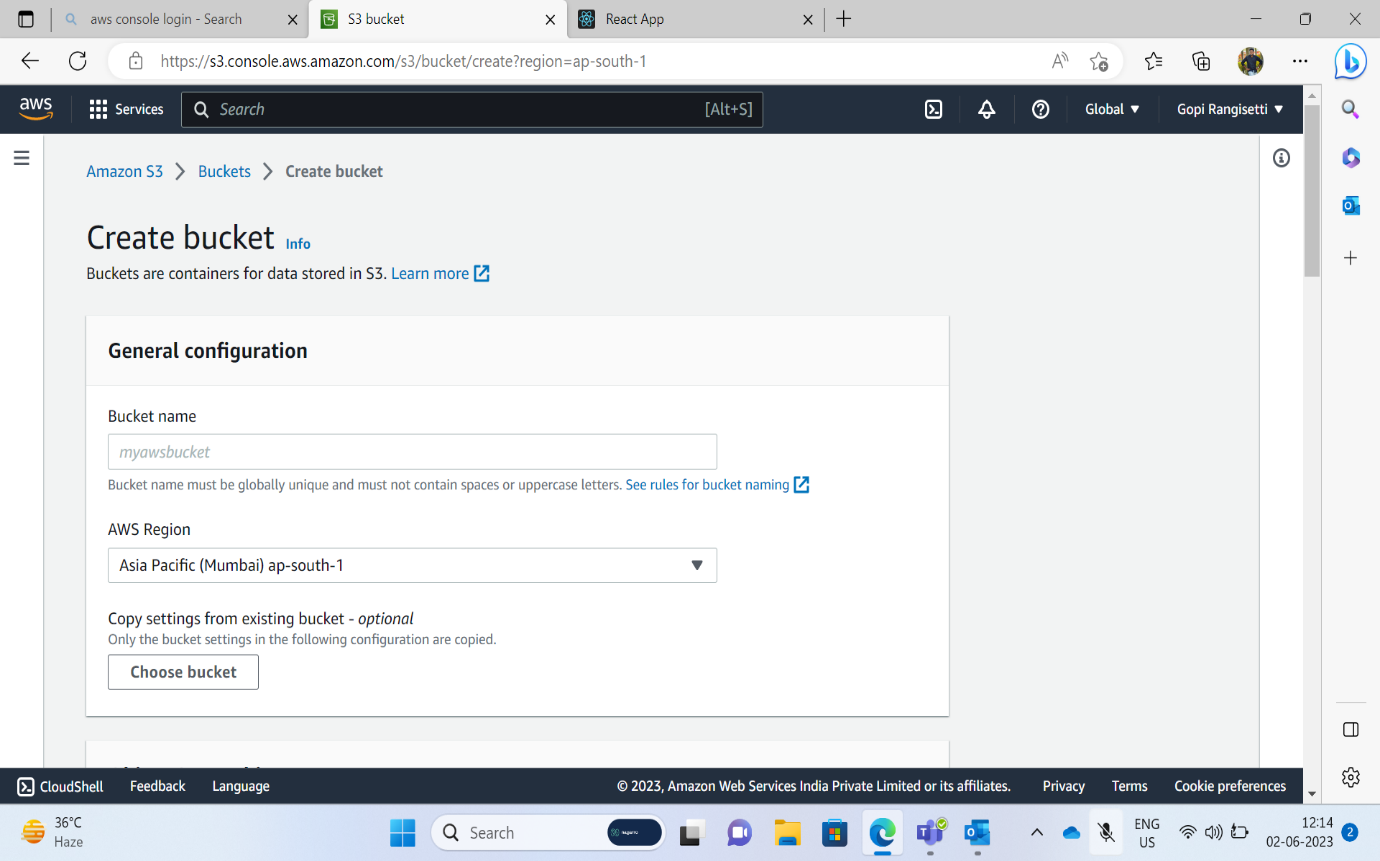 aws console login - Search
S3 bucket
React App
https://s3.console.aws.amazon.com/s3/bucket/create?region=ap-south-1
aws
Services
Search
[Alt+S]
Global
Gopi Rangisetti
Amazon S3
Buckets
Create bucket
Create bucket
Info
Buckets are containers for data stored in S3. Learn more
General configuration
Bucket name
myawsbucket
Bucket name must be globally unique and must not contain spaces or uppercase letters. See rules for bucket naming
AWS Region
Asia Pacific (Mumbai) ap-south-1
Copy settings from existing bucket - optional
Only the bucket settings in the following configuration are copied.
Choose bucket
CloudShell
Feedback
Language
© 2023, Amazon Web Services India Private Limited or its affiliates.
Privacy
Terms
Cookie preferences
36°C
Haze
Search
ENG
US
12:14
02-06-2023
2